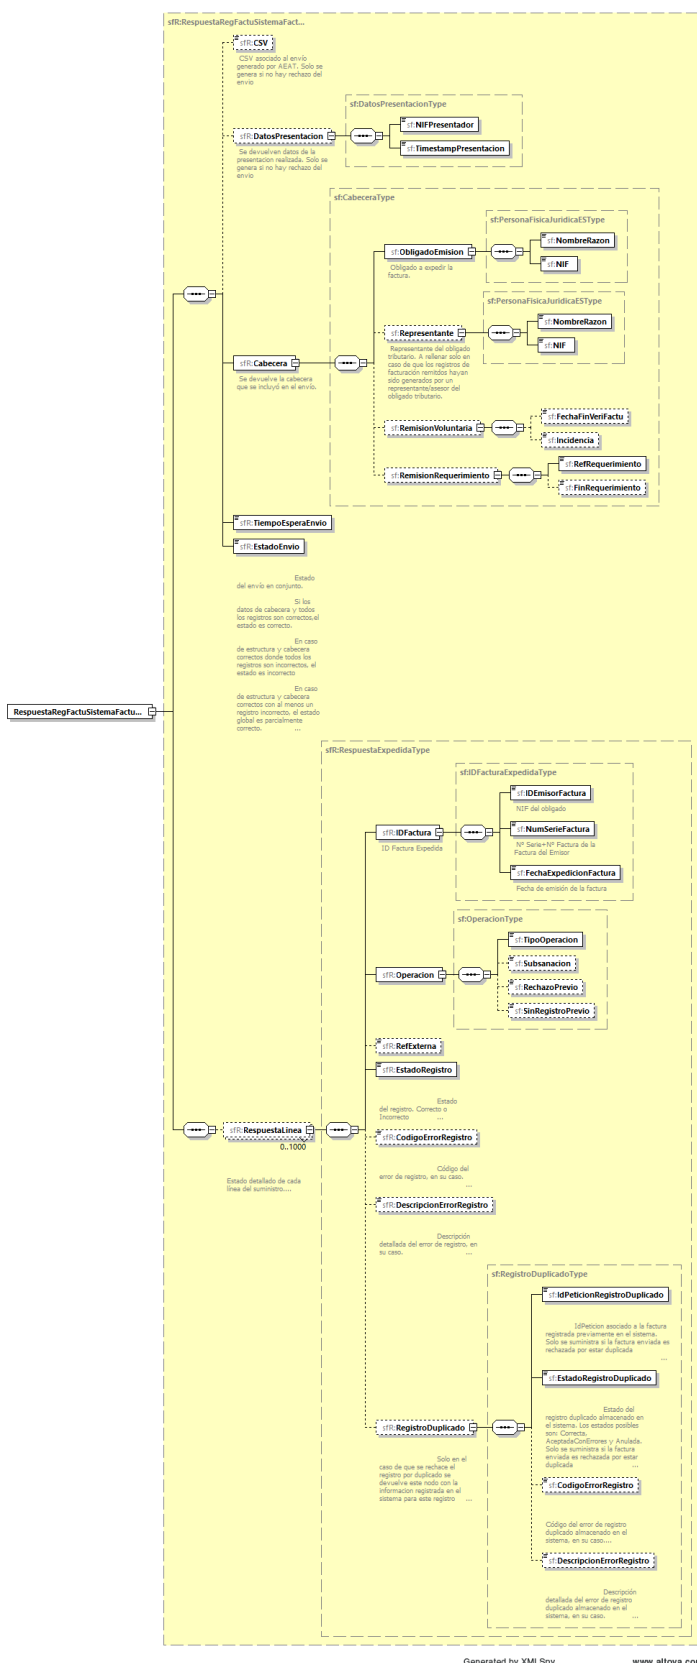 sfR:RespuestaRegFactuSistemaFact...
sfR:CSV
CSV asociado al envío
generado por AEAT. Solo se
genera si no hay rechazo del
envio
sf:DatosPresentacionType
sfR:DatosPresentacion
sf:NIFPresentador
sf:TimestampPresentacion
Se devuelven datos de la
presentacion realizada. Solo se
genera si no hay rechazo del
envio
sf:CabeceraType
sf:PersonaFisicaJuridicaESType
sf:ObligadoEmision
sf:NombreRazon
sf:NIF
Obligado a expedir la
factura.
sf:PersonaFisicaJuridicaESType
sf:Representante
sf:NombreRazon
sf:NIF
Representante del obligado
tributario. A rellenar solo en
caso de que los registros de
facturación remitdos hayan
sido generados por un
representante/asesor del
obligado tributario.
sfR:Cabecera
Se devuelve la cabecera
que se incluyó en el envío.
sf:RemisionVoluntaria
sf:FechaFinVeriFactu
sf:Incidencia
sf:RemisionRequerimiento
sf:RefRequerimiento
sf:FinRequerimiento
sfR:TiempoEsperaEnvio
sfR:EstadoEnvio
Estado
del envío en conjunto.
Si los
datos de cabecera y todos
los registros son correctos,el
estado es correcto.
En caso
de estructura y cabecera
correctos donde todos los
registros son incorrectos, el
estado es incorrecto
En caso
de estructura y cabecera
correctos con al menos un
registro incorrecto, el estado
global es parcialmente
correcto. ...
RespuestaRegFactuSistemaFactu...
sfR:RespuestaExpedidaType
sf:IDFacturaExpedidaType
sfR:IDFactura
ID Factura Expedida
sf:IDEmisorFactura
NIF del obligado
sf:NumSerieFactura
Nº Serie+Nº Factura de la
Factura del Emisor
sf:FechaExpedicionFactura
Fecha de emisión de la factura
sf:OperacionType
sfR:Operacion
sf:TipoOperacion
sf:Subsanacion
sf:RechazoPrevio
sf:SinRegistroPrevio
sfR:RefExterna
sfR:EstadoRegistro
Estado
del registro. Correcto o
Incorrecto ...
sfR:RespuestaLinea
0..1000
Estado detallado de cada
línea del suministro....
sfR:CodigoErrorRegistro
Código del
error de registro, en su caso.
...
sfR:DescripcionErrorRegistro
Descripción
detallada del error de registro, en
su caso. ...
sf:RegistroDuplicadoType
sf:IdPeticionRegistroDuplicado
IdPeticion asociado a la factura
registrada previamente en el sistema.
Solo se suministra si la factura enviada es
rechazada por estar duplicada
...
sf:EstadoRegistroDuplicado
Estado del
registro duplicado almacenado en
el sistema. Los estados posibles
son: Correcta,
AceptadaConErrores y Anulada.
Solo se suministra si la factura
enviada es rechazada por estar
duplicada ...
sfR:RegistroDuplicado
Solo en el
caso de que se rechace el
registro por duplicado se
devuelve este nodo con la
informacion registrada en el
sistema para este registro ...
sf:CodigoErrorRegistro
Código del error de registro
duplicado almacenado en el
sistema, en su caso....
sf:DescripcionErrorRegistro
Descripción
detallada del error de registro
duplicado almacenado en el
sistema, en su caso. ...
Generated by XMLSpy
www.altova.com